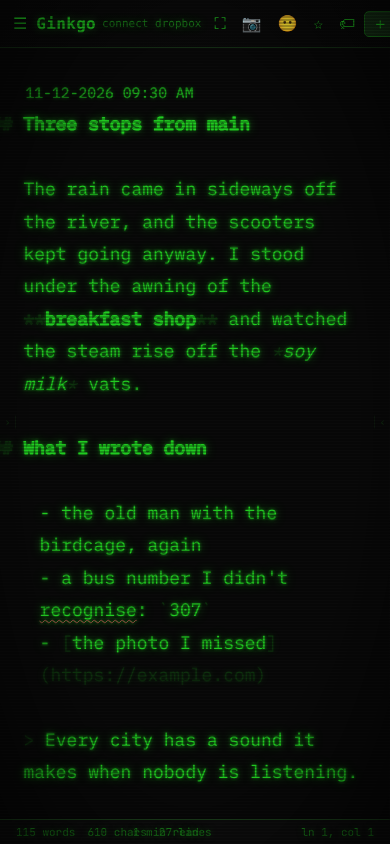 ☰ Ginkgo connect dropbox
11-12-2026 09:30 AM
# Three stops from main
The rain came in sideways off
the river, and the scooters
kept going anyway. I stood
under the awning of the
**breakfast shop** and watched
the steam rise off the *soy
milk* vats.
# What I wrote down
- the old man with the
birdcage, again
- a bus number I didn't
recognise: `307`
- [the photo I missed]
(https://example.com)
> Every city has a sound it
makes when nobody is listening.
115 words 610 chars ln 1, col 1